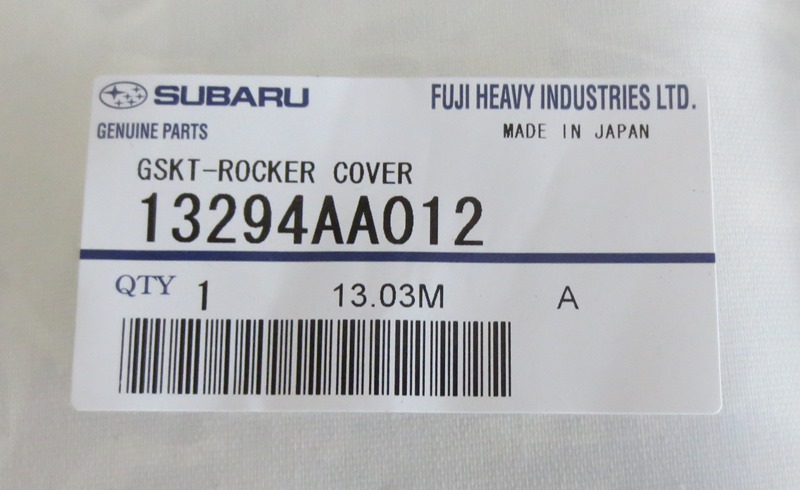 SUBARU FUJI HEAVY INDUSTRIES LTD.
GENUINE PARTS MADE IN JAPAN
GSKT-ROCKER COVER
13294AA012
QTY 1 13.03M A